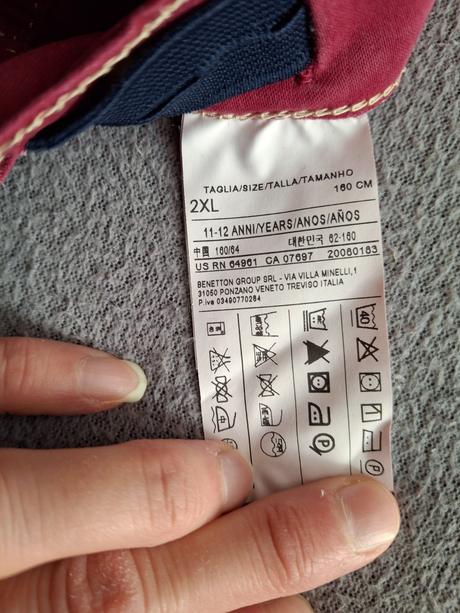 TAGLIA/SIZE/TALLA/TAMANHO
2XL 160 CM
11-12 ANNI/YEARS/ANOS/AÑOS
中国 160/64 대한민국 62-160
US RN 64961 CA 07697 20060183
BENETTON GROUP SRL - VIA VILLA MINELLI,1
31050 PONZANO VENETO TREVISO ITALIA
P.iva 03490770264
40